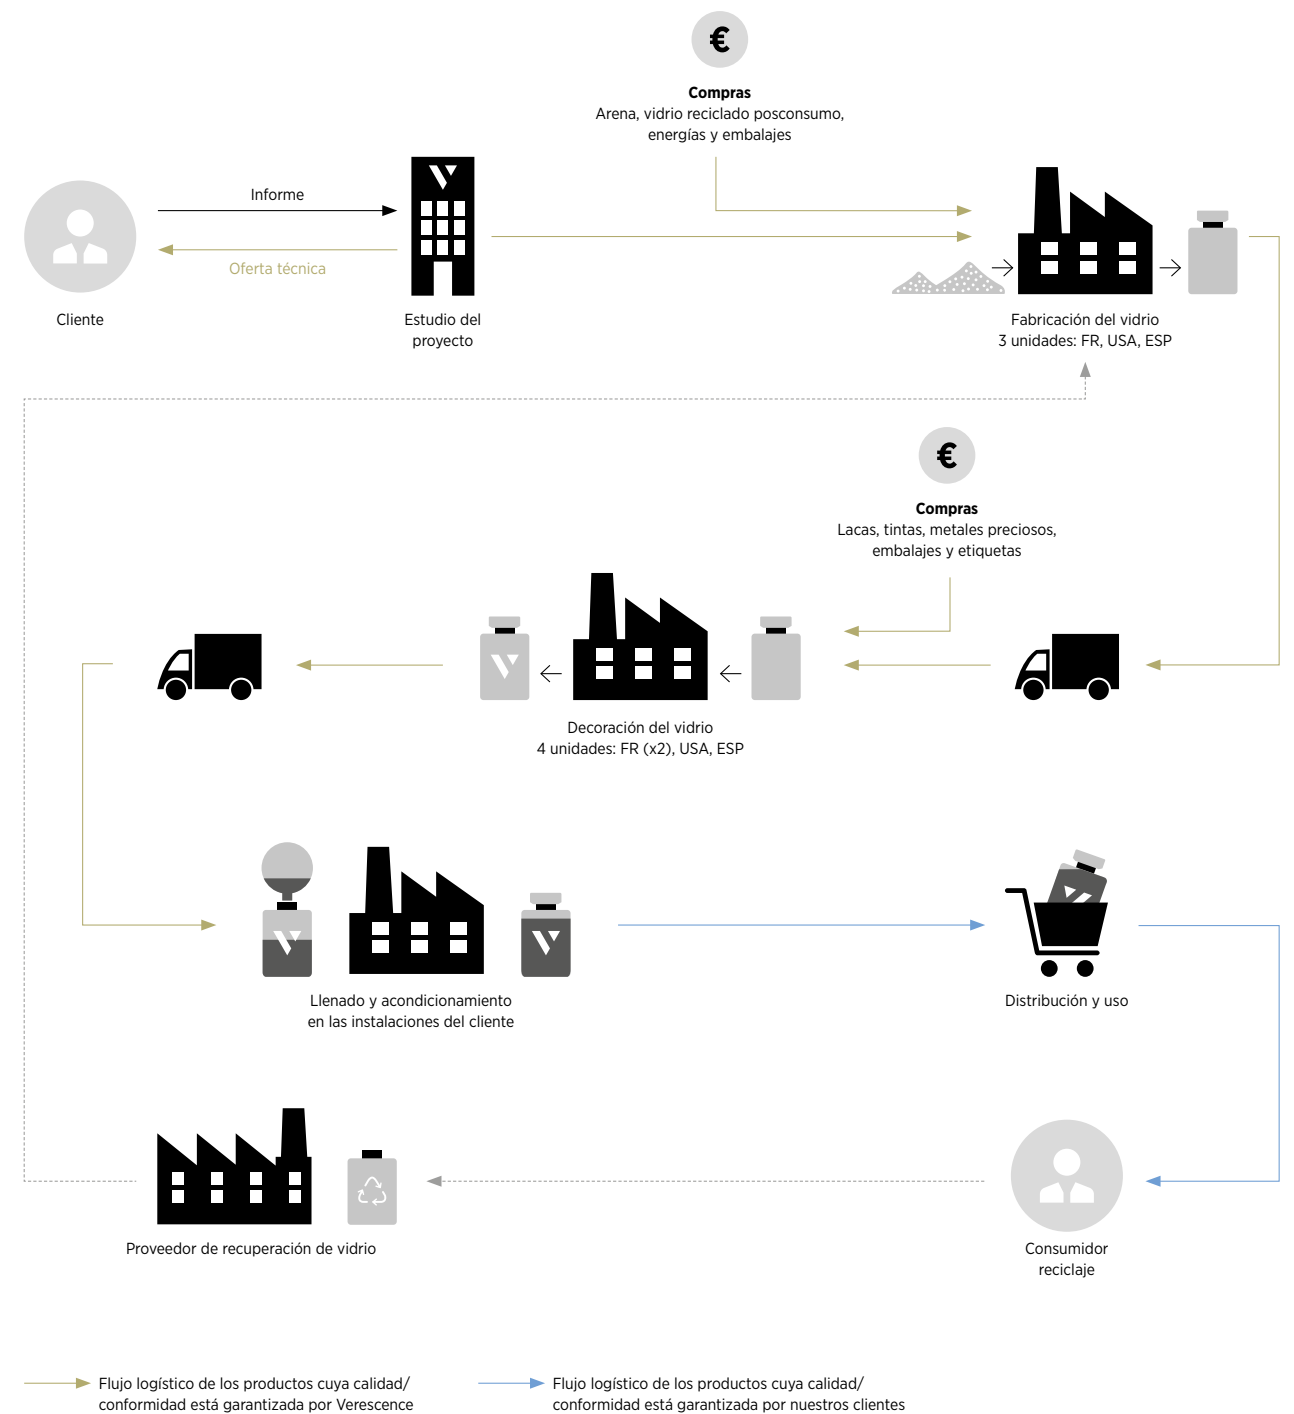 €
Compras
Arena, vidrio reciclado posconsumo,
energías y embalajes
Informe
Oferta técnica
Cliente
Estudio del
proyecto
Fabricación del vidrio
3 unidades: FR, USA, ESP
€
Compras
Lacas, tintas, metales preciosos,
embalajes y etiquetas
Decoración del vidrio
4 unidades: FR (x2), USA, ESP
Llenado y acondicionamiento
en las instalaciones del cliente
Distribución y uso
Proveedor de recuperación de vidrio
Consumidor
reciclaje
Flujo logístico de los productos cuya calidad/
conformidad está garantizada por Verescence
Flujo logístico de los productos cuya calidad/
conformidad está garantizada por nuestros clientes